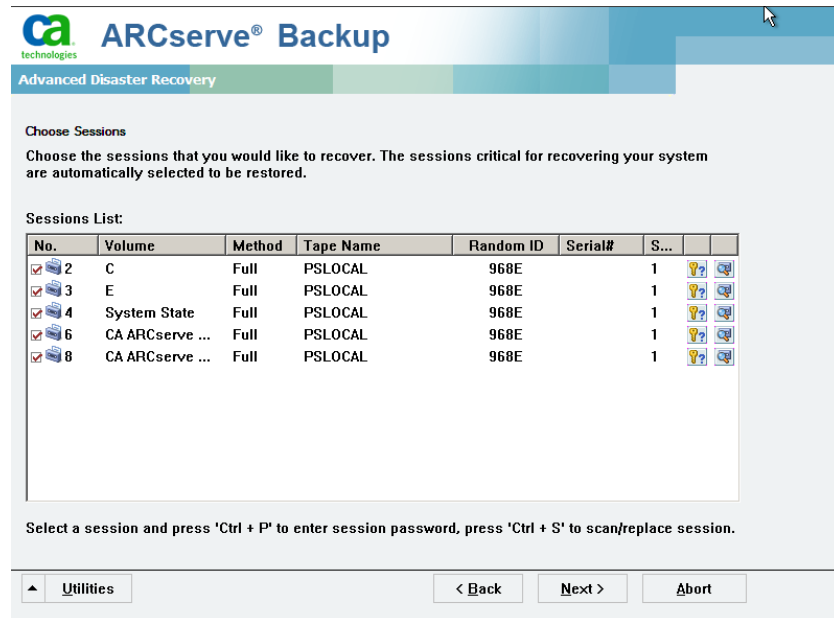 ca
technologies
ARCserve® Backup
Advanced Disaster Recovery
Choose Sessions
Choose the sessions that you would like to recover. The sessions critical for recovering your system
are automatically selected to be restored.
Sessions List:
No. Volume Method Tape Name Random ID Serial# S...
2 C Full PSLOCAL 968E 1
3 E Full PSLOCAL 968E 1
4 System State Full PSLOCAL 968E 1
6 CA ARCserve ... Full PSLOCAL 968E 1
8 CA ARCserve ... Full PSLOCAL 968E 1
Select a session and press 'Ctrl + P' to enter session password, press 'Ctrl + S' to scan/replace session.
Utilities < Back Next > Abort